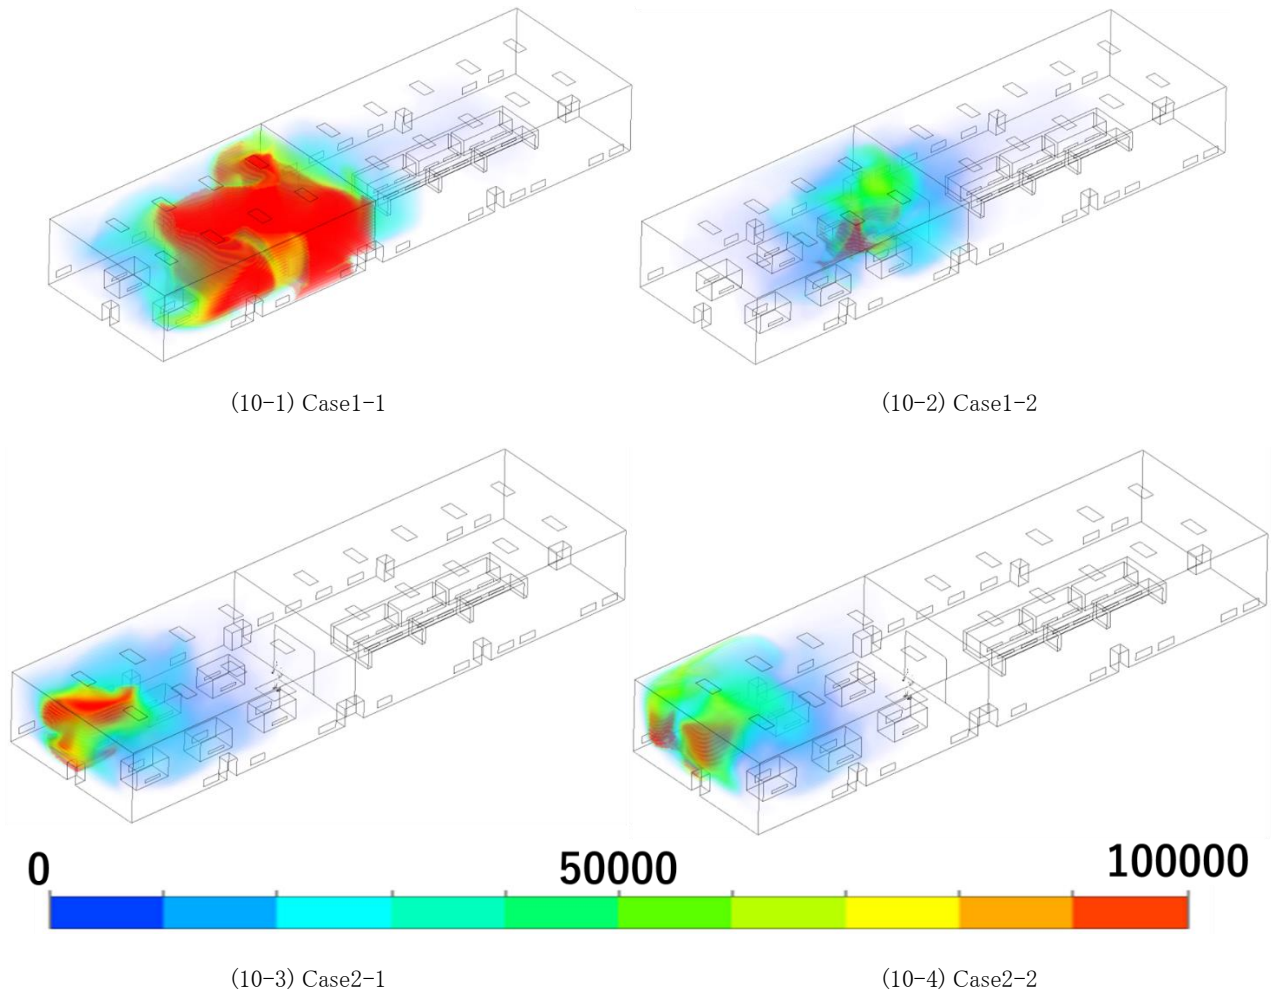 (10-1) Case1-1
(10-2) Case1-2
0
50000
100000
(10-3) Case2-1
(10-4) Case2-2